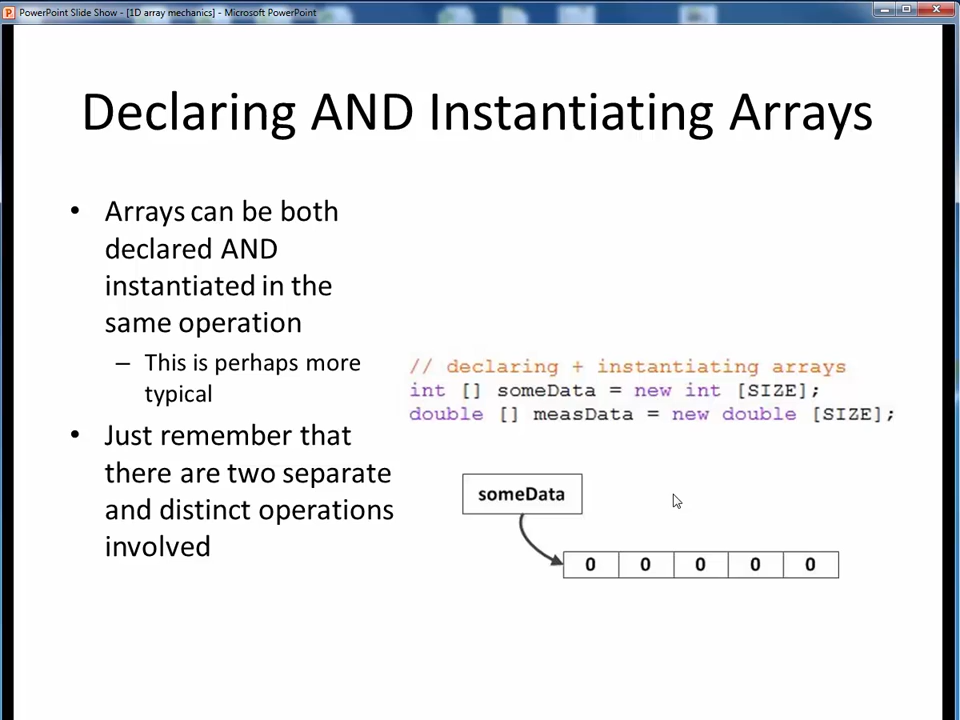 PowerPoint Slide Show - [1D array mechanics] - Microsoft PowerPoint
Declaring AND Instantiating Arrays
• Arrays can be both
declared AND
instantiated in the
same operation
– This is perhaps more
typical
• Just remember that
there are two separate
and distinct operations
involved
// declaring + instantiating arrays
int [] someData = new int [SIZE];
double [] measData = new double [SIZE];
someData
0 0 0 0 0